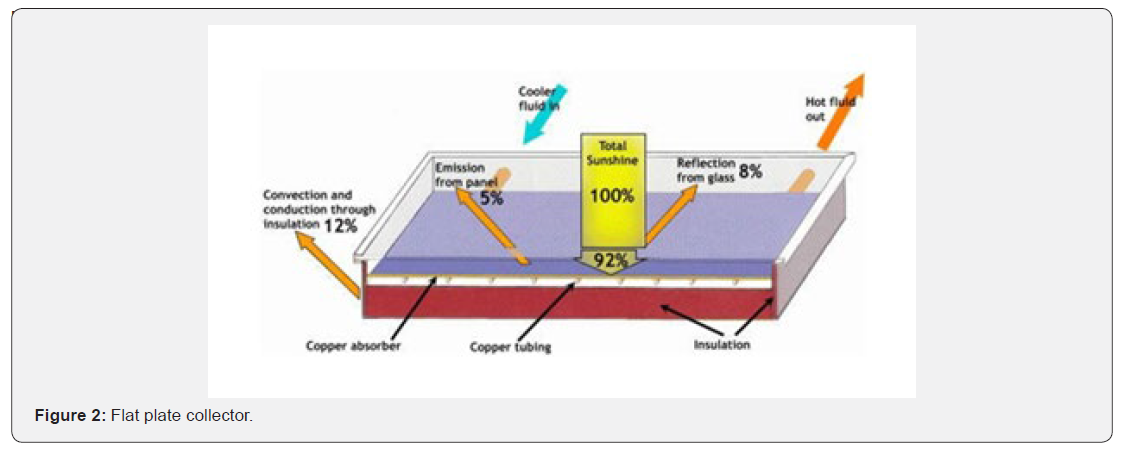 Cooler
fluid in
Hot fluid
out
Total
Sunshine
100%
Emission
from panel
5%
Reflection
from glass 8%
Convection and
conduction through
insulation 12%
92%
Copper absorber
Copper tubing
Insulation
Figure 2: Flat plate collector.